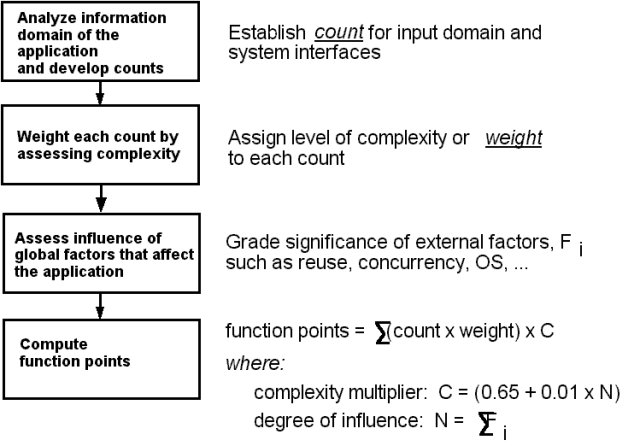 Analyze information
domain of the
application
and develop counts
Establish count for input domain and
system interfaces
Weight each count by
assessing complexity
Assign level of complexity or weight
to each count
Assess influence of
global factors that affect
the application
Grade significance of external factors, F i
such as reuse, concurrency, OS, ...
Compute
function points
function points = ∑(count x weight) x C
where:
complexity multiplier: C = (0.65 + 0.01 x N)
degree of influence: N = ∑F i